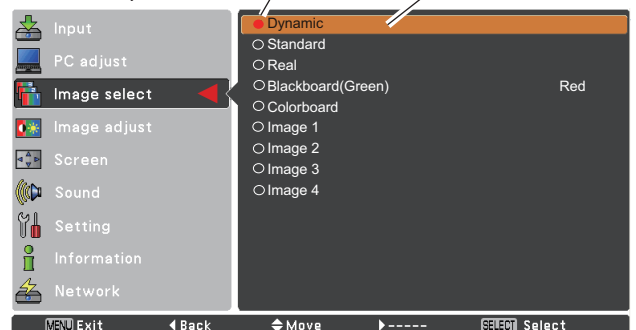 Input
PC adjust
Image select
Image adjust
Screen
Sound
Setting
Information
Network
Dynamic
Standard
Real
Blackboard(Green) Red
Colorboard
Image 1
Image 2
Image 3
Image 4
MENU Exit Back Move ----- SELECT Select